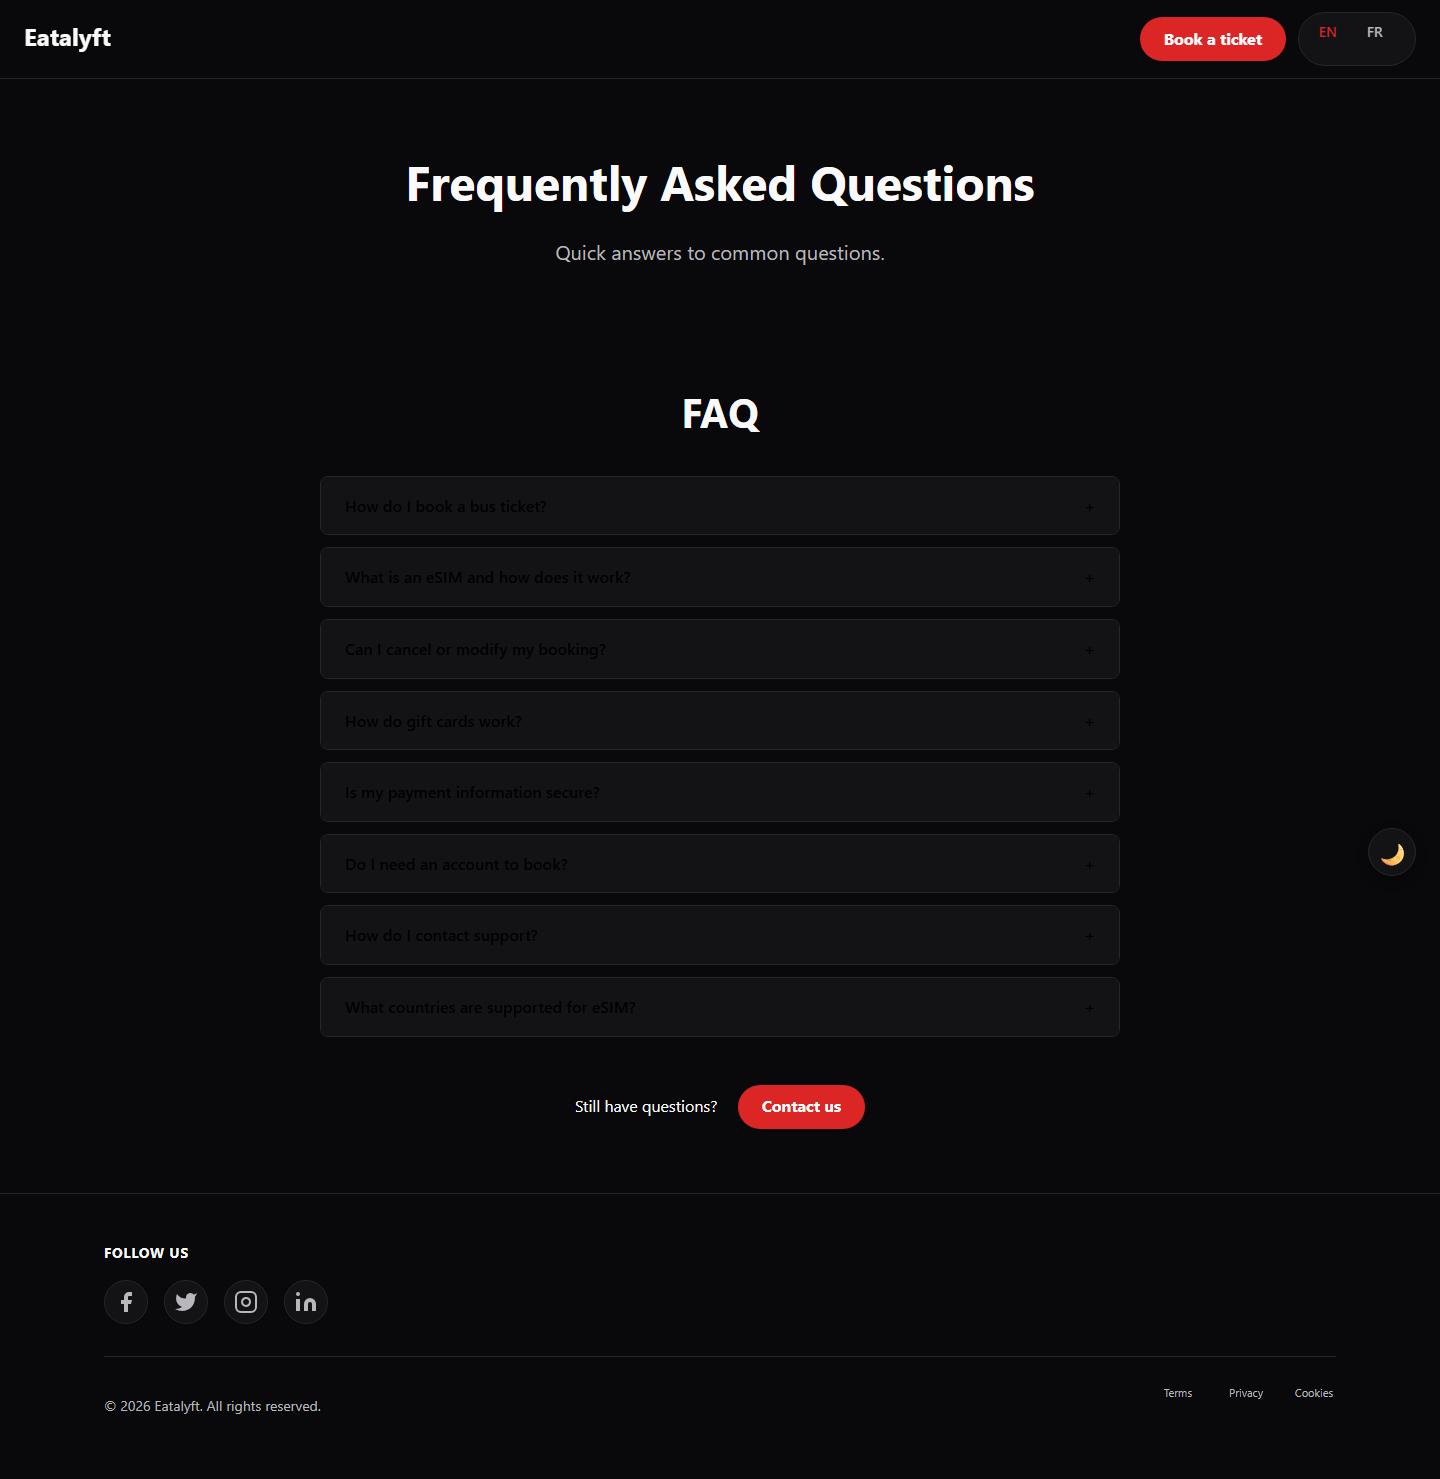 Eatalyft
Book a ticket
EN FR
Frequently Asked Questions
Quick answers to common questions.
FAQ
How do I book a bus ticket? +
What is an eSIM and how does it work? +
Can I cancel or modify my booking? +
How do gift cards work? +
Is my payment information secure? +
Do I need an account to book? +
How do I contact support? +
What countries are supported for eSIM? +
Still have questions? Contact us
FOLLOW US
© 2026 Eatalyft. All rights reserved.
Terms Privacy Cookies